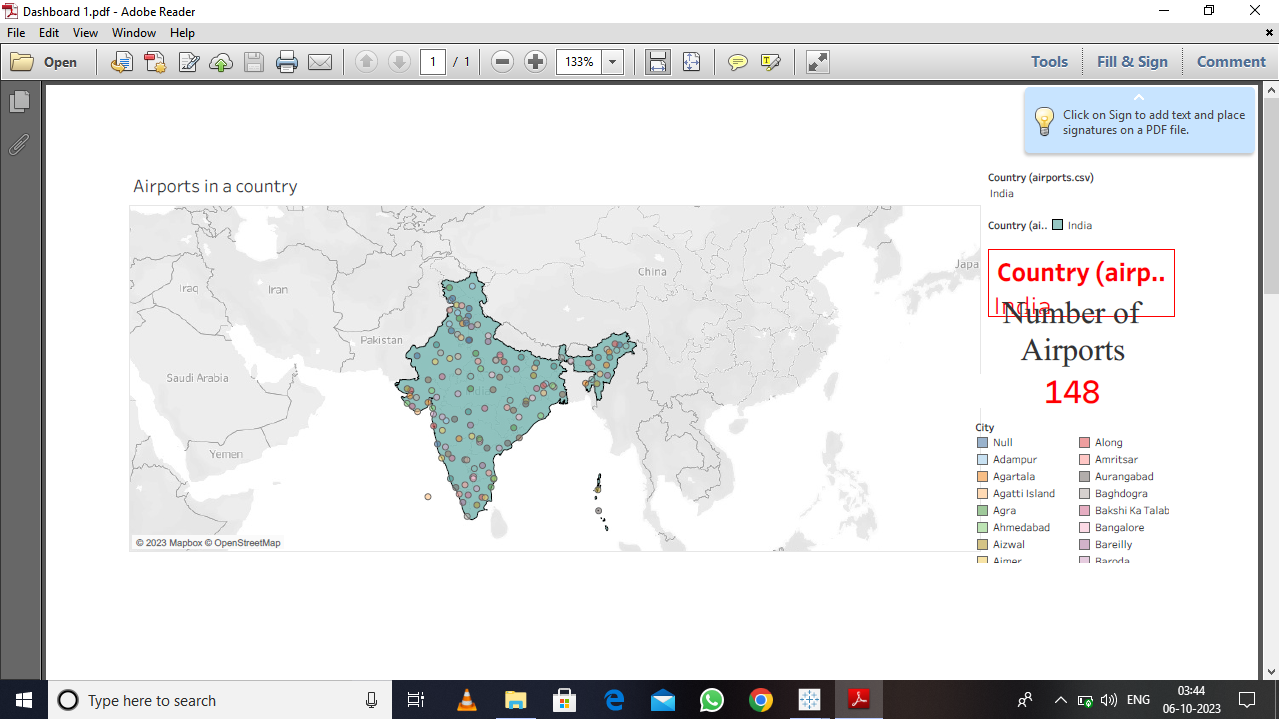 Dashboard 1.pdf - Adobe Reader
File Edit View Window Help
Open 1 / 1 133% Tools Fill & Sign Comment
Click on Sign to add text and place
signatures on a PDF file.
Airports in a country
Country (airports.csv)
India
Country (ai.. India
Country (airp..
India
Number of
Airports
148
China
Japa
Iraq
Iran
Pakistan
Saudi Arabia
Yemen
© 2023 Mapbox © OpenStreetMap
City
Null Along
Adampur Amritsar
Agartala Aurangabad
Agatti Island Baghdogra
Agra Bakshi Ka Talab
Ahmedabad Bangalore
Aizwal Bareilly
Ajmer Baroda
Type here to search
ENG
03:44
06-10-2023